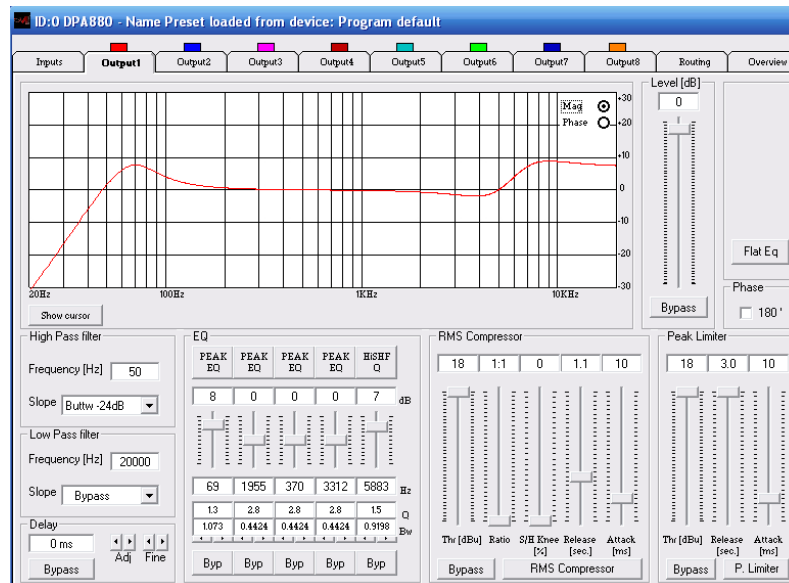 ID:0 DPA880 - Name Preset loaded from device: Program default
Inputs Output1 Output2 Output3 Output4 Output5 Output6 Output7 Output8 Routing Overview
Level [dB]
0
Mag
Phase
+30
+20
+10
0
-10
-20
-30
20Hz 100Hz 1KHz 10KHz
Show cursor
Bypass
Flat Eq
Phase
180 '
High Pass filter
Frequency [Hz] 50
Slope Buttw -24dB
Low Pass filter
Frequency [Hz] 20000
Slope Bypass
Delay
0 ms
Adj Fine
Bypass
EQ
PEAK EQ PEAK EQ PEAK EQ PEAK EQ HiSHF Q
8 0 0 0 7 dB
69 1955 370 3312 5883 Hz
1.3 2.8 2.8 2.8 1.5 Q
1.073 0.4424 0.4424 0.4424 0.9198 Bw
Byp Byp Byp Byp Byp
RMS Compressor
18 1:1 0 1.1 10
Thr [dBu] Ratio S/H Knee [%] Release [sec.] Attack [ms]
Bypass RMS Compressor
Peak Limiter
18 3.0 10
Thr [dBu] Release [sec.] Attack [ms]
Bypass P. Limiter